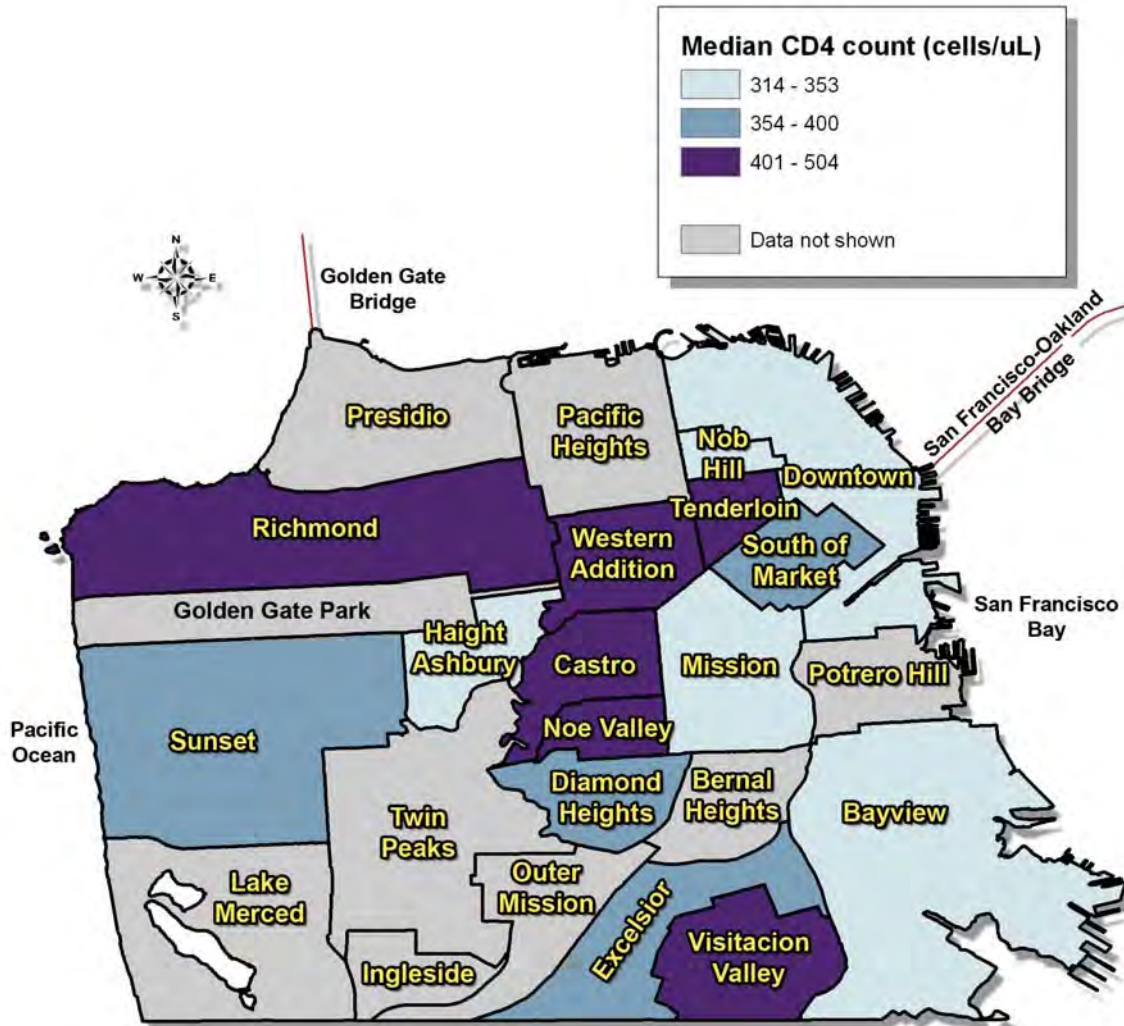 Median CD4 count (cells/uL)
314 - 353
354 - 400
401 - 504
Data not shown
N
W E
S
Golden Gate
Bridge
San Francisco-Oakland
Bay Bridge
Presidio
Pacific
Heights
Nob
Hill
Downtown
Tenderloin
Richmond
Western
Addition
South of
Market
Golden Gate Park
San Francisco
Bay
Haight
Ashbury
Castro
Mission
Potrero Hill
Pacific
Ocean
Sunset
Noe Valley
Diamond
Heights
Bernal
Heights
Bayview
Twin
Peaks
Lake
Merced
Outer
Mission
Excelsior
Visitacion
Valley
Ingleside